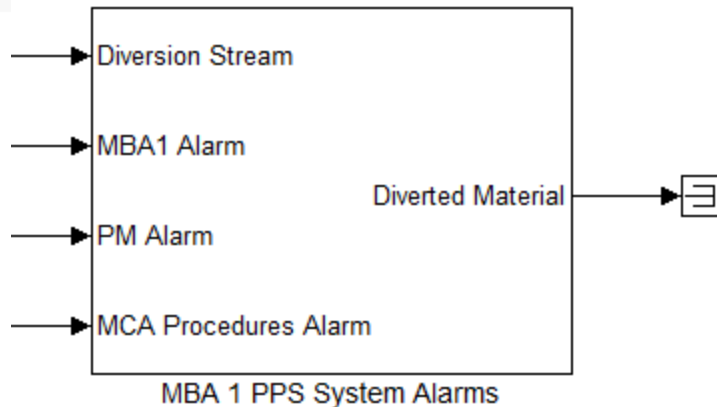 Diversion Stream
MBA1 Alarm
Diverted Material
PM Alarm
MCA Procedures Alarm
MBA 1 PPS System Alarms